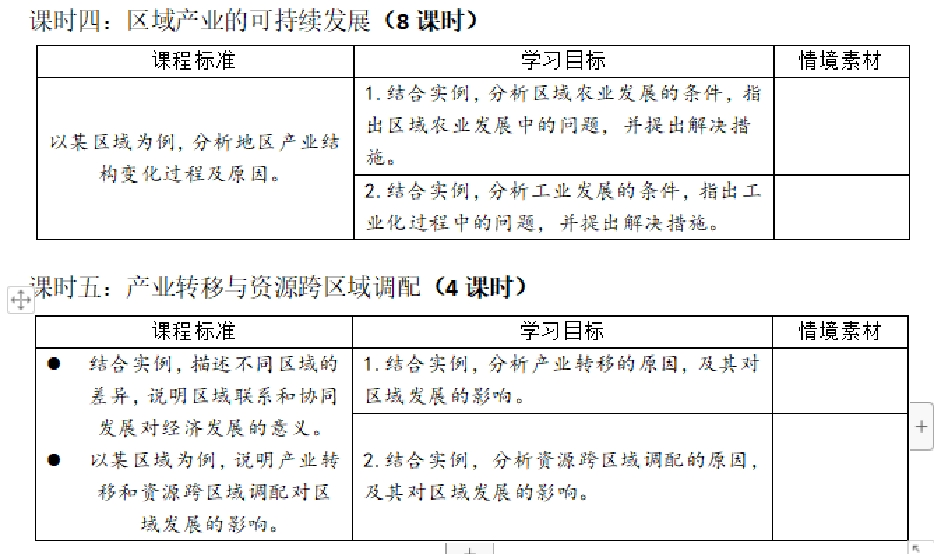 课时四：区域产业的可持续发展（8 课时）
课程标准 学习目标 情境素材
以某区域为例，分析地区产业结
构变化过程及原因。
1.结合实例，分析区域农业发展的条件，指
出区域农业发展中的问题，并提出解决措
施。
2.结合实例，分析工业发展的条件，指出工
业化过程中的问题，并提出解决措施。
课时五：产业转移与资源跨区域调配（4 课时）
课程标准 学习目标 情境素材
● 结合实例，描述不同区域的
差异，说明区域联系和协同
发展对经济发展的意义。
● 以某区域为例，说明产业转
移和资源跨区域调配对区
域发展的影响。
1.结合实例，分析产业转移的原因，及其对
区域发展的影响。
2.结合实例，分析资源跨区域调配的原因，
及其对区域发展的影响。